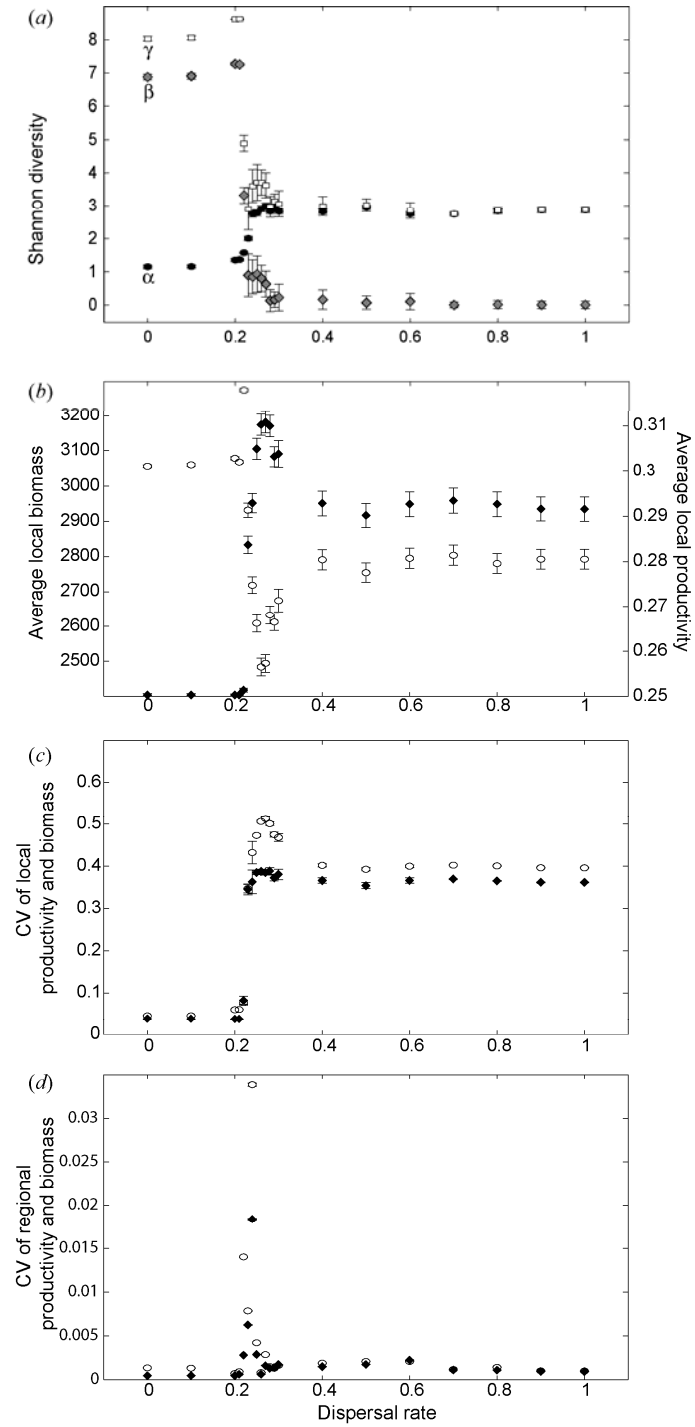 (a)
8
7
6
5
4
3
2
1
0
Shannon diversity
γ
β
α
0 0.2 0.4 0.6 0.8 1
(b)
3200
3100
3000
2900
2800
2700
2600
2500
Average local biomass
0.31
0.3
0.29
0.28
0.27
0.26
0.25
Average local productivity
0 0.2 0.4 0.6 0.8 1
(c)
0.6
0.5
0.4
0.3
0.2
0.1
0
CV of local
productivity and biomass
0 0.2 0.4 0.6 0.8 1
(d)
0.03
0.025
0.02
0.015
0.01
0.005
0
CV of regional
productivity and biomass
0 0.2 0.4 0.6 0.8 1
Dispersal rate